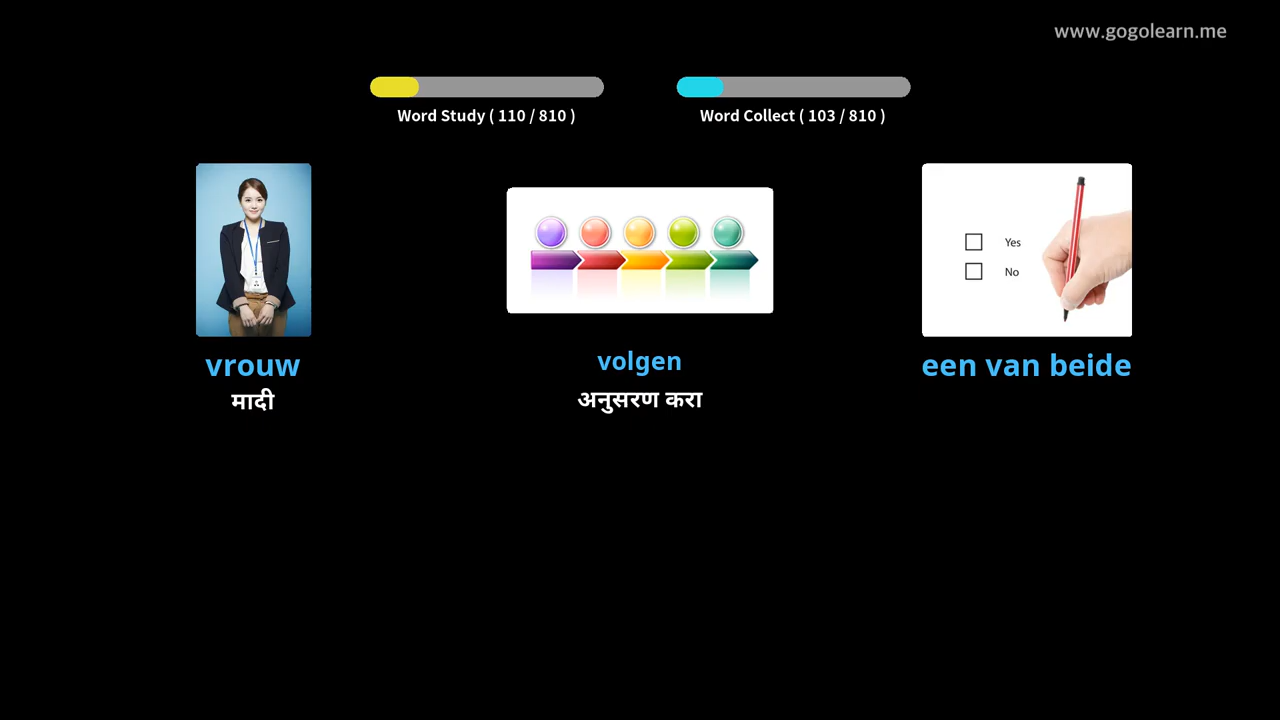 www.gogolearn.me
Word Study ( 110 / 810 )
Word Collect ( 103 / 810 )
Yes
No
vrouw
मादी
volgen
अनुसरण करा
een van beide